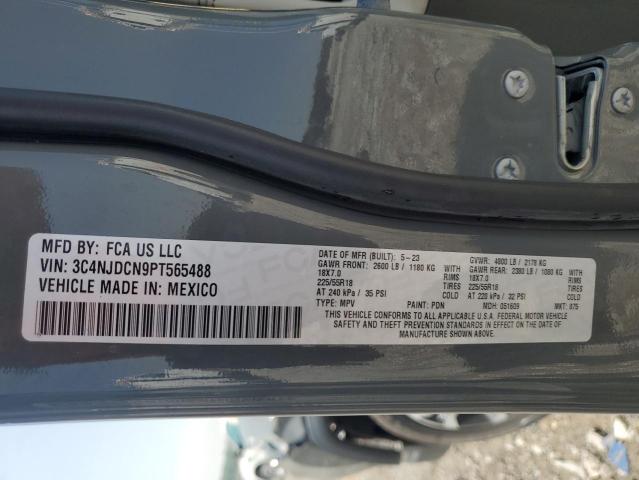 MFD BY: FCA US LLC
VIN: 3C4NJDCN9PT565488
VEHICLE MADE IN: MEXICO
DATE OF MFR (BUILT): 5-23 GVWR: 4800 LB / 2178 KG
GAWR FRONT: 2600 LB / 1180 KG GAWR REAR: 2380 LB / 1080 KG
18X7.0 RIMS 18X7.0 RIMS
225/55R18 TIRES 225/55R18 TIRES
AT 240 kPa / 35 PSI COLD AT 220 kPa / 32 PSI COLD
TYPE: MPV PAINT: PDN MDH: 051609 MKT: 875
THIS VEHICLE CONFORMS TO ALL APPLICABLE U.S.A. FEDERAL MOTOR VEHICLE
SAFETY AND THEFT PREVENTION STANDARDS IN EFFECT ON THE DATE OF
MANUFACTURE SHOWN ABOVE.